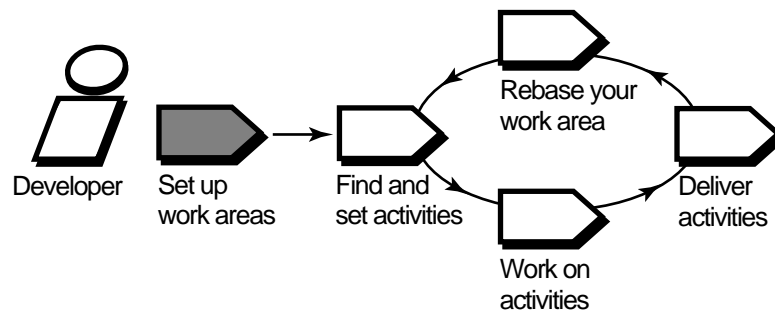 Developer
Set up
work areas
Find and
set activities
Rebase your
work area
Work on
activities
Deliver
activities